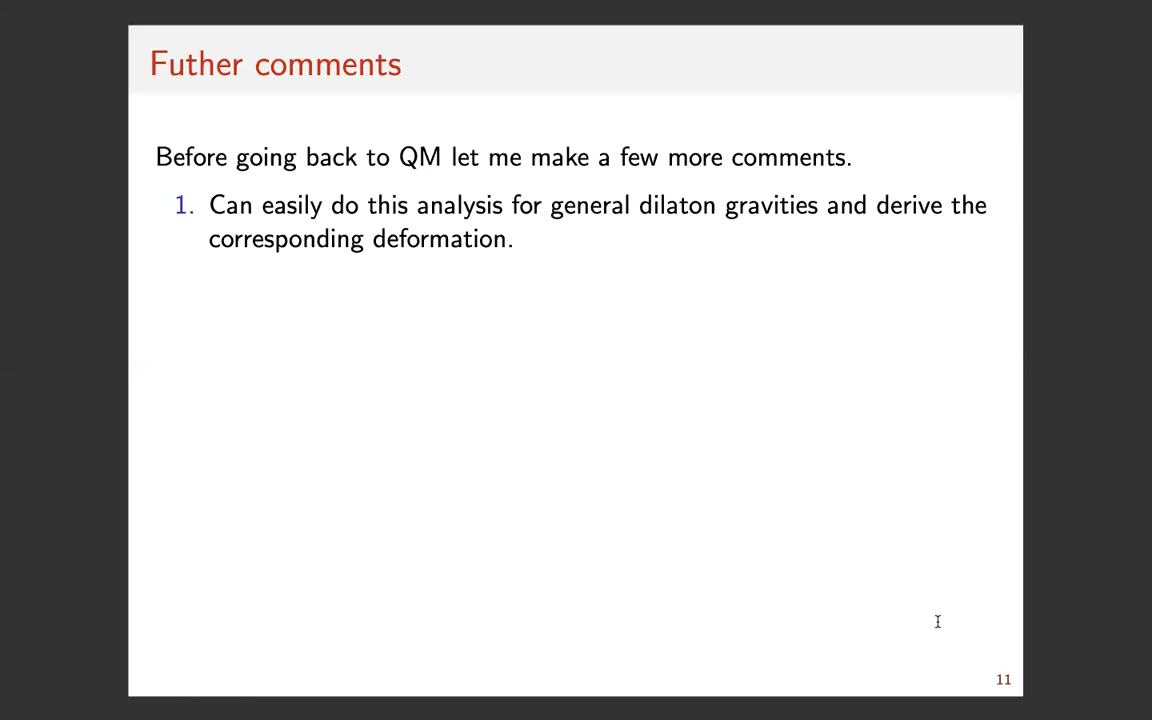 Futher comments
Before going back to QM let me make a few more comments.
1. Can easily do this analysis for general dilaton gravities and derive the
corresponding deformation.
11